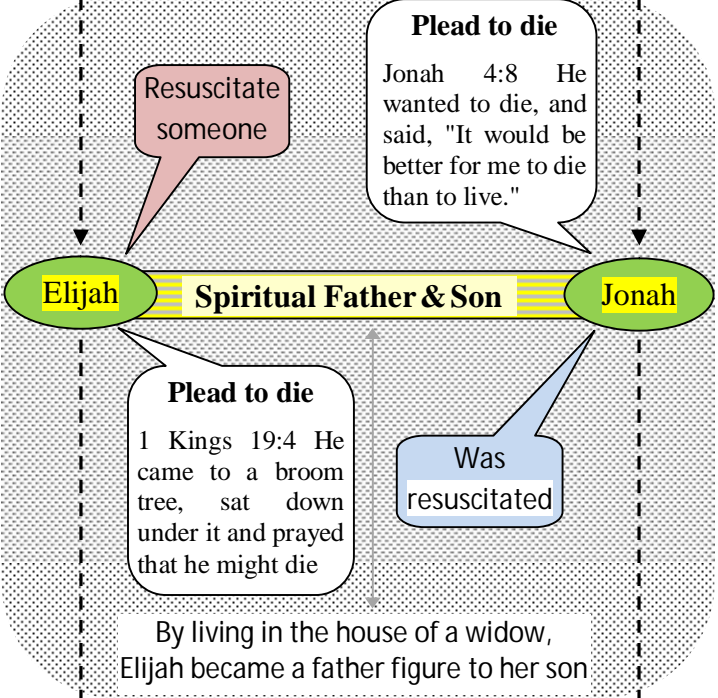 Plead to die
Jonah 4:8 He
wanted to die, and
said, "It would be
better for me to die
than to live."
Resuscitate
someone
Elijah
Spiritual Father & Son
Jonah
Plead to die
1 Kings 19:4 He
came to a broom
tree, sat down
under it and prayed
that he might die
Was
resuscitated
By living in the house of a widow,
Elijah became a father figure to her son